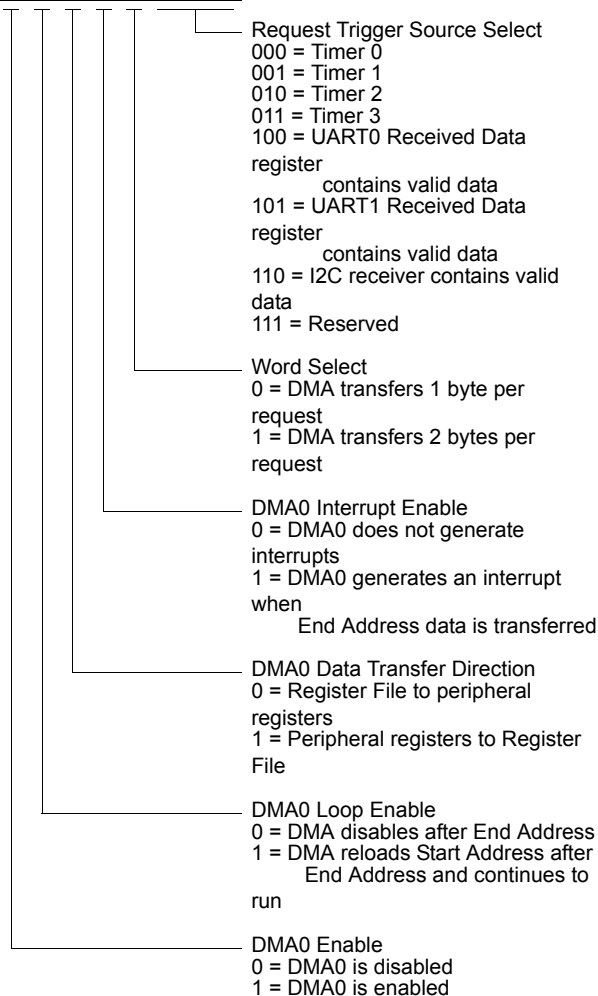 Request Trigger Source Select
000 = Timer 0
001 = Timer 1
010 = Timer 2
011 = Timer 3
100 = UART0 Received Data
register
contains valid data
101 = UART1 Received Data
register
contains valid data
110 = I2C receiver contains valid
data
111 = Reserved
Word Select
0 = DMA transfers 1 byte per
request
1 = DMA transfers 2 bytes per
request
DMA0 Interrupt Enable
0 = DMA0 does not generate
interrupts
1 = DMA0 generates an interrupt
when
End Address data is transferred
DMA0 Data Transfer Direction
0 = Register File to peripheral
registers
1 = Peripheral registers to Register
File
DMA0 Loop Enable
0 = DMA disables after End Address
1 = DMA reloads Start Address after
End Address and continues to
run
DMA0 Enable
0 = DMA0 is disabled
1 = DMA0 is enabled